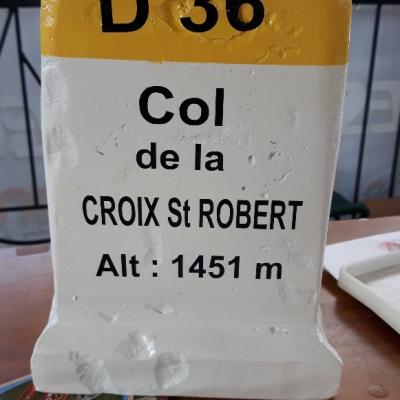 D 36
Col
de la
CROIX St ROBERT
Alt : 1451 m